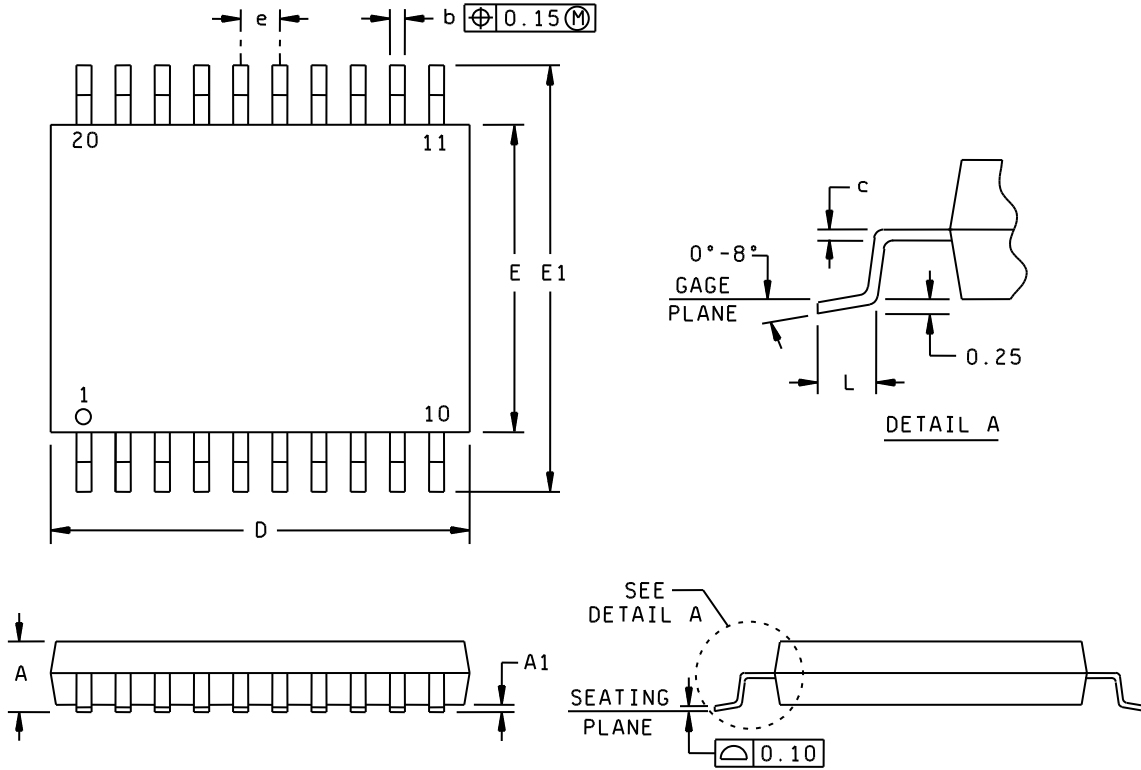 e
b ⌖ 0.15 Ⓜ
20
11
E E1
1
10
D
c
0°-8°
GAGE
PLANE
0.25
L
DETAIL A
A
A1
SEE
DETAIL A
SEATING
PLANE
⌓ 0.10